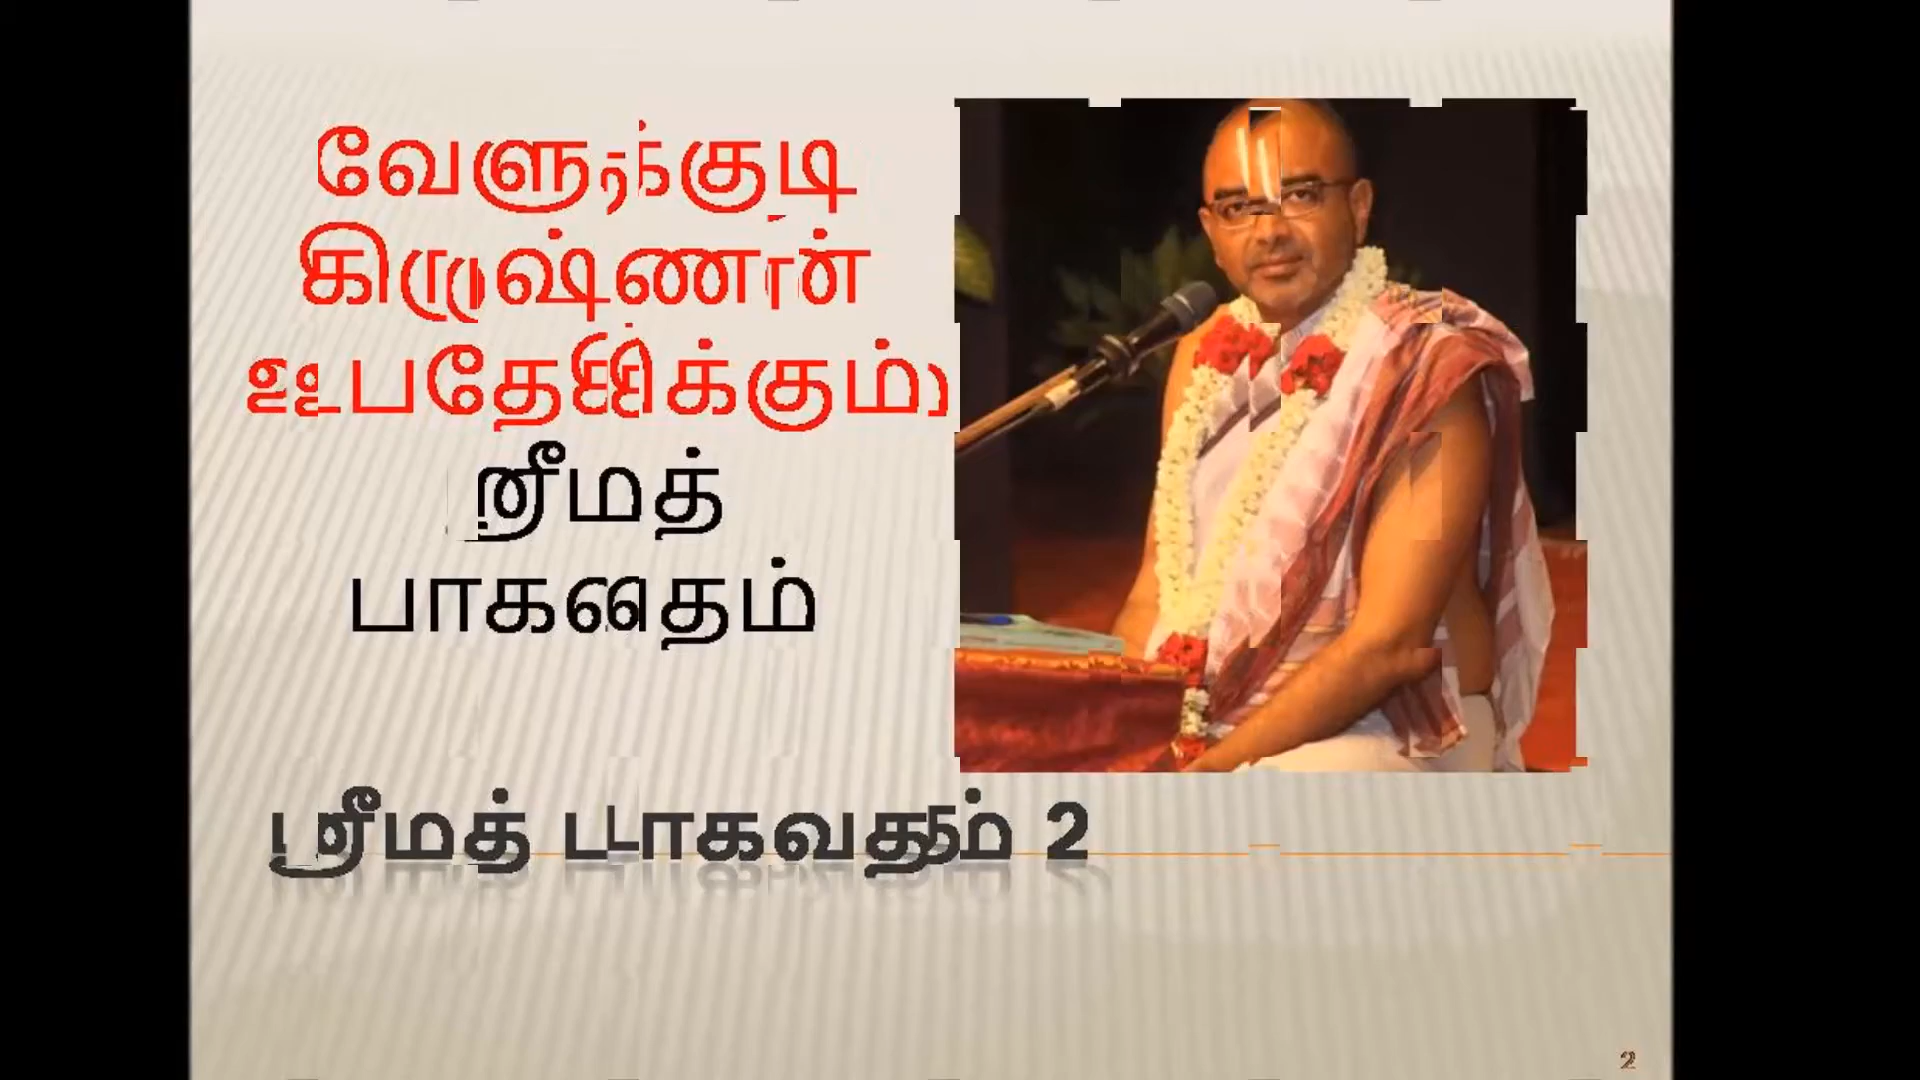 வேளுக்குடி
கிருஷ்ணன்
உபதேஜிக்கும்
ஸ்ரீமத்
பாகவதம்
ஸ்ரீமத் பாகவதம் 2
2